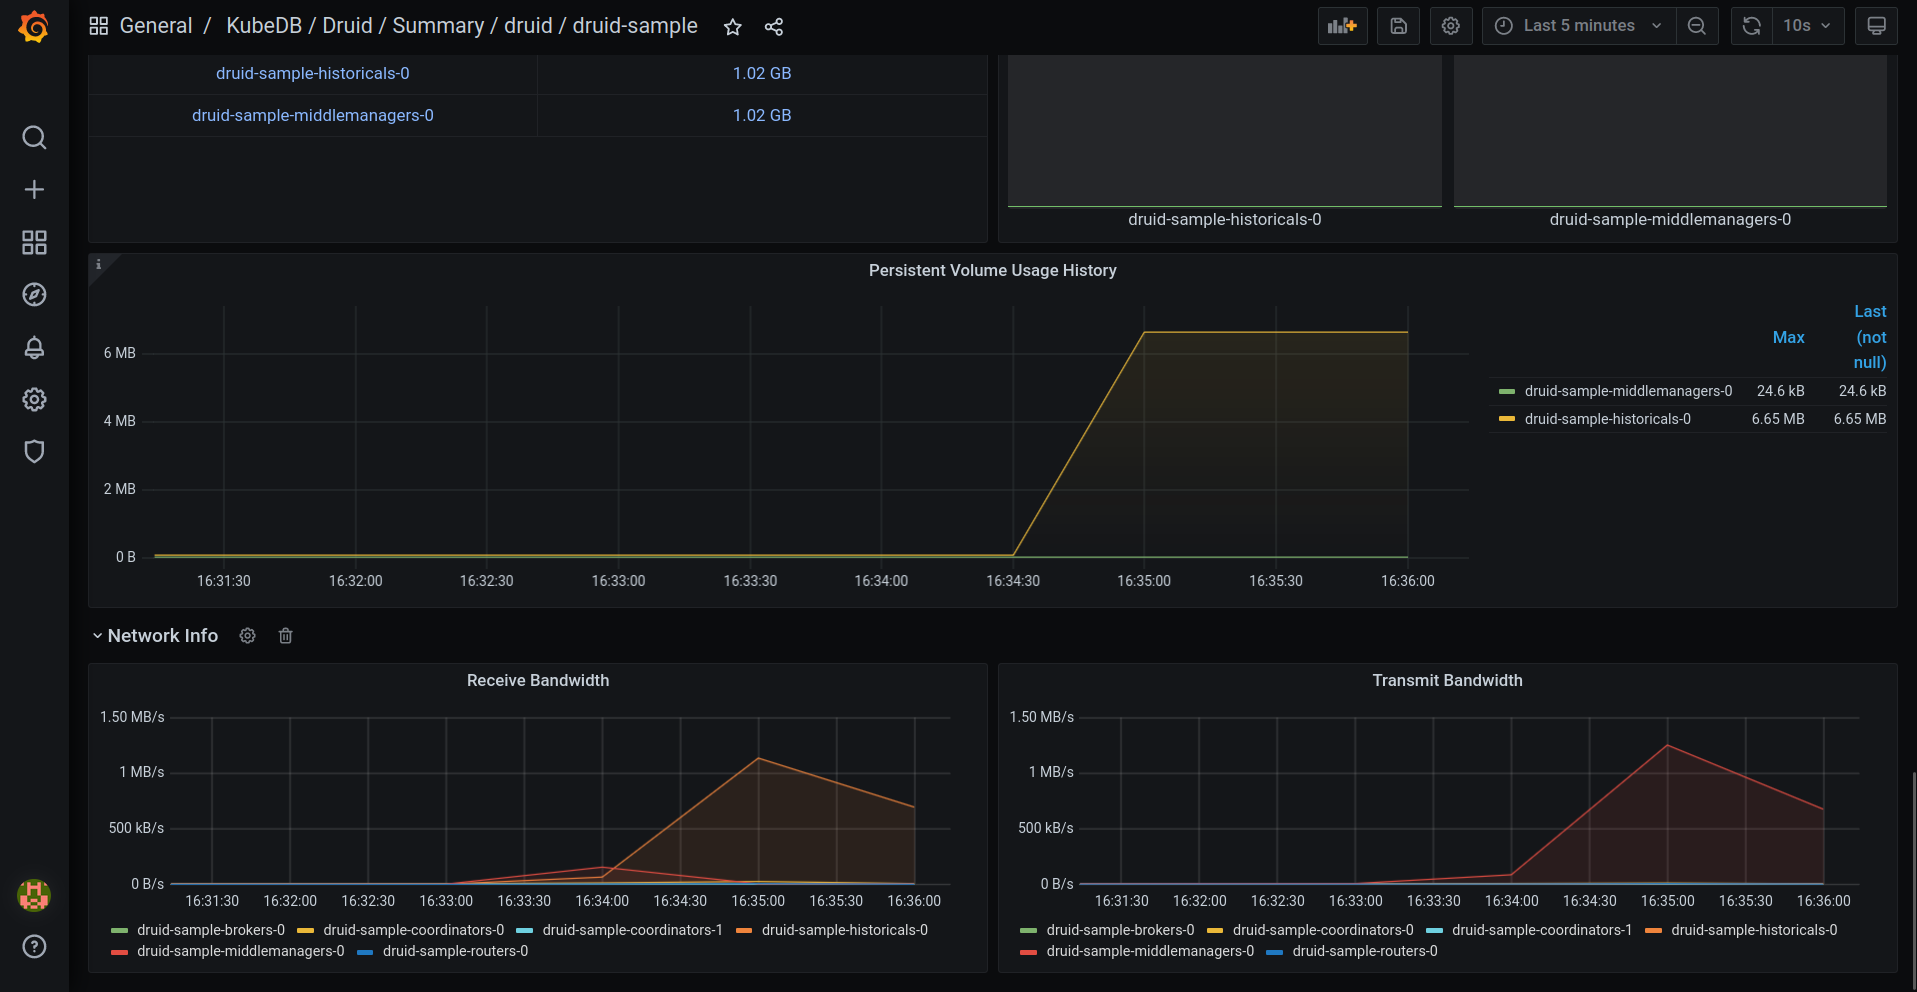 General / KubeDB / Druid / Summary / druid / druid-sample
Last 5 minutes
10s
druid-sample-historicals-0 1.02 GB
druid-sample-middlemanagers-0 1.02 GB
druid-sample-historicals-0 druid-sample-middlemanagers-0
i
Persistent Volume Usage History
6 MB
4 MB
2 MB
0 B
16:31:30 16:32:00 16:32:30 16:33:00 16:33:30 16:34:00 16:34:30 16:35:00 16:35:30 16:36:00
Max Last (not null)
druid-sample-middlemanagers-0 24.6 kB 24.6 kB
druid-sample-historicals-0 6.65 MB 6.65 MB
Network Info
Receive Bandwidth
1.50 MB/s
1 MB/s
500 kB/s
0 B/s
16:31:30 16:32:00 16:32:30 16:33:00 16:33:30 16:34:00 16:34:30 16:35:00 16:35:30 16:36:00
druid-sample-brokers-0 druid-sample-coordinators-0 druid-sample-coordinators-1 druid-sample-historicals-0
druid-sample-middlemanagers-0 druid-sample-routers-0
Transmit Bandwidth
1.50 MB/s
1 MB/s
500 kB/s
0 B/s
16:31:30 16:32:00 16:32:30 16:33:00 16:33:30 16:34:00 16:34:30 16:35:00 16:35:30 16:36:00
druid-sample-brokers-0 druid-sample-coordinators-0 druid-sample-coordinators-1 druid-sample-historicals-0
druid-sample-middlemanagers-0 druid-sample-routers-0